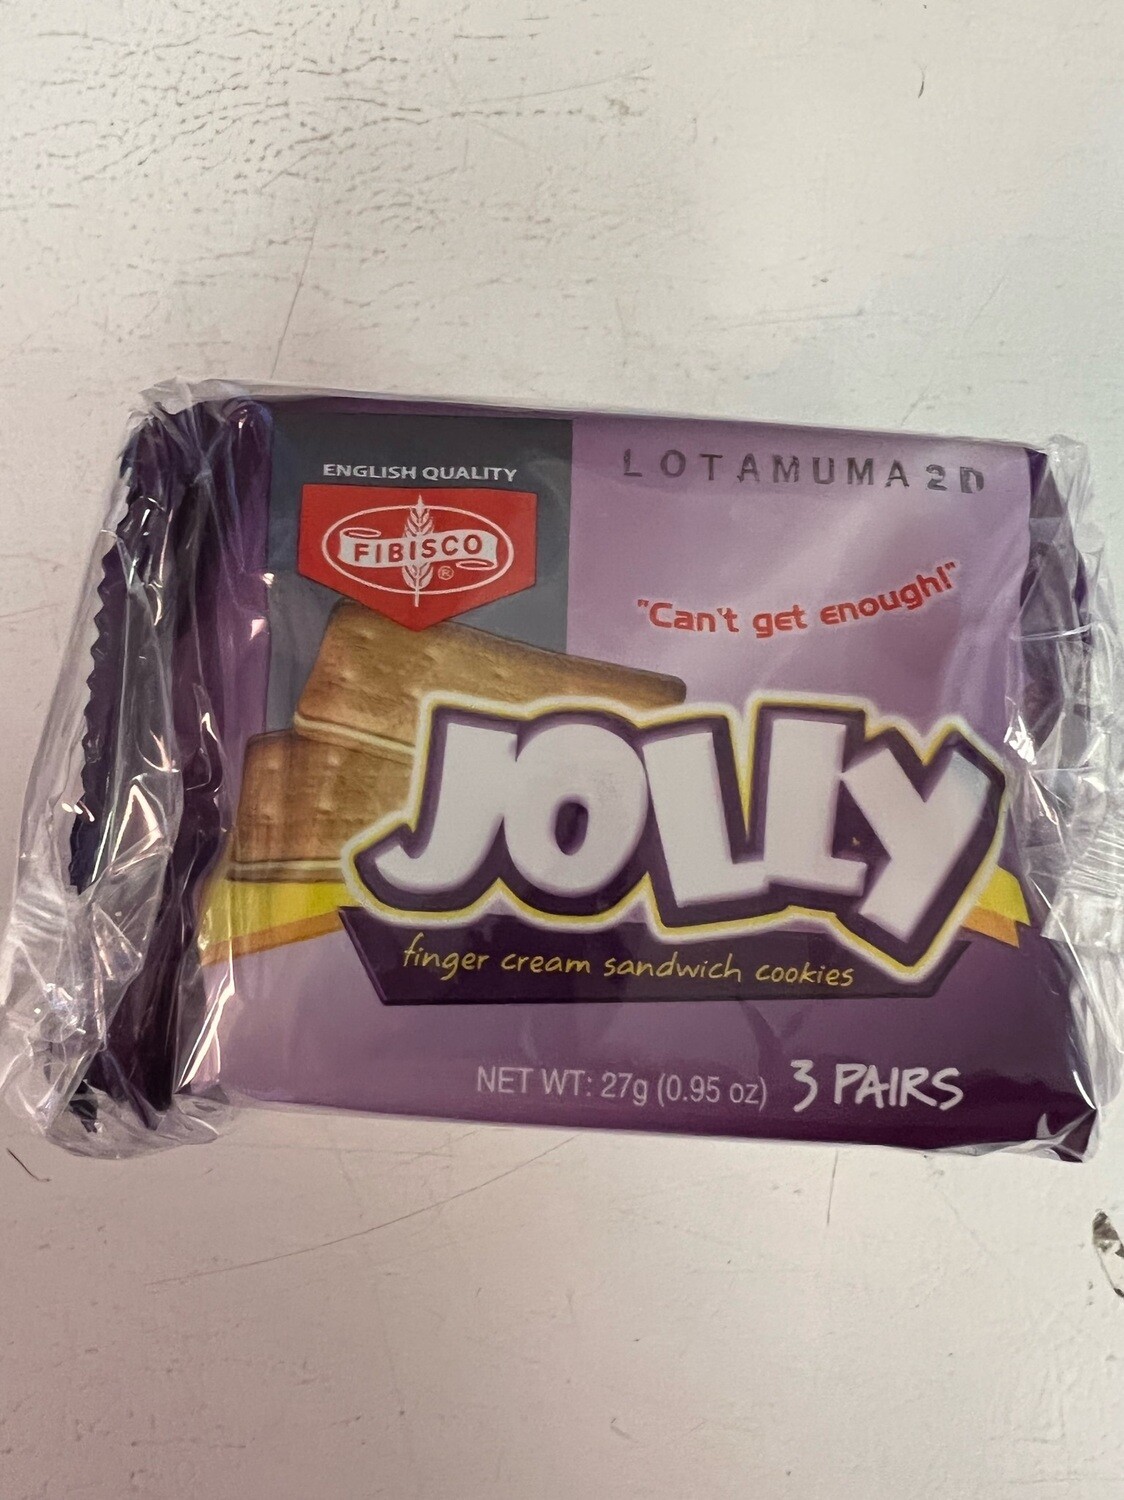 ENGLISH QUALITY
FIBISCO
®
LOTAMUMA2D
"Can't get enough!"
JOLLY
finger cream sandwich cookies
NET WT: 27g (0.95 oz) 3 PAIRS